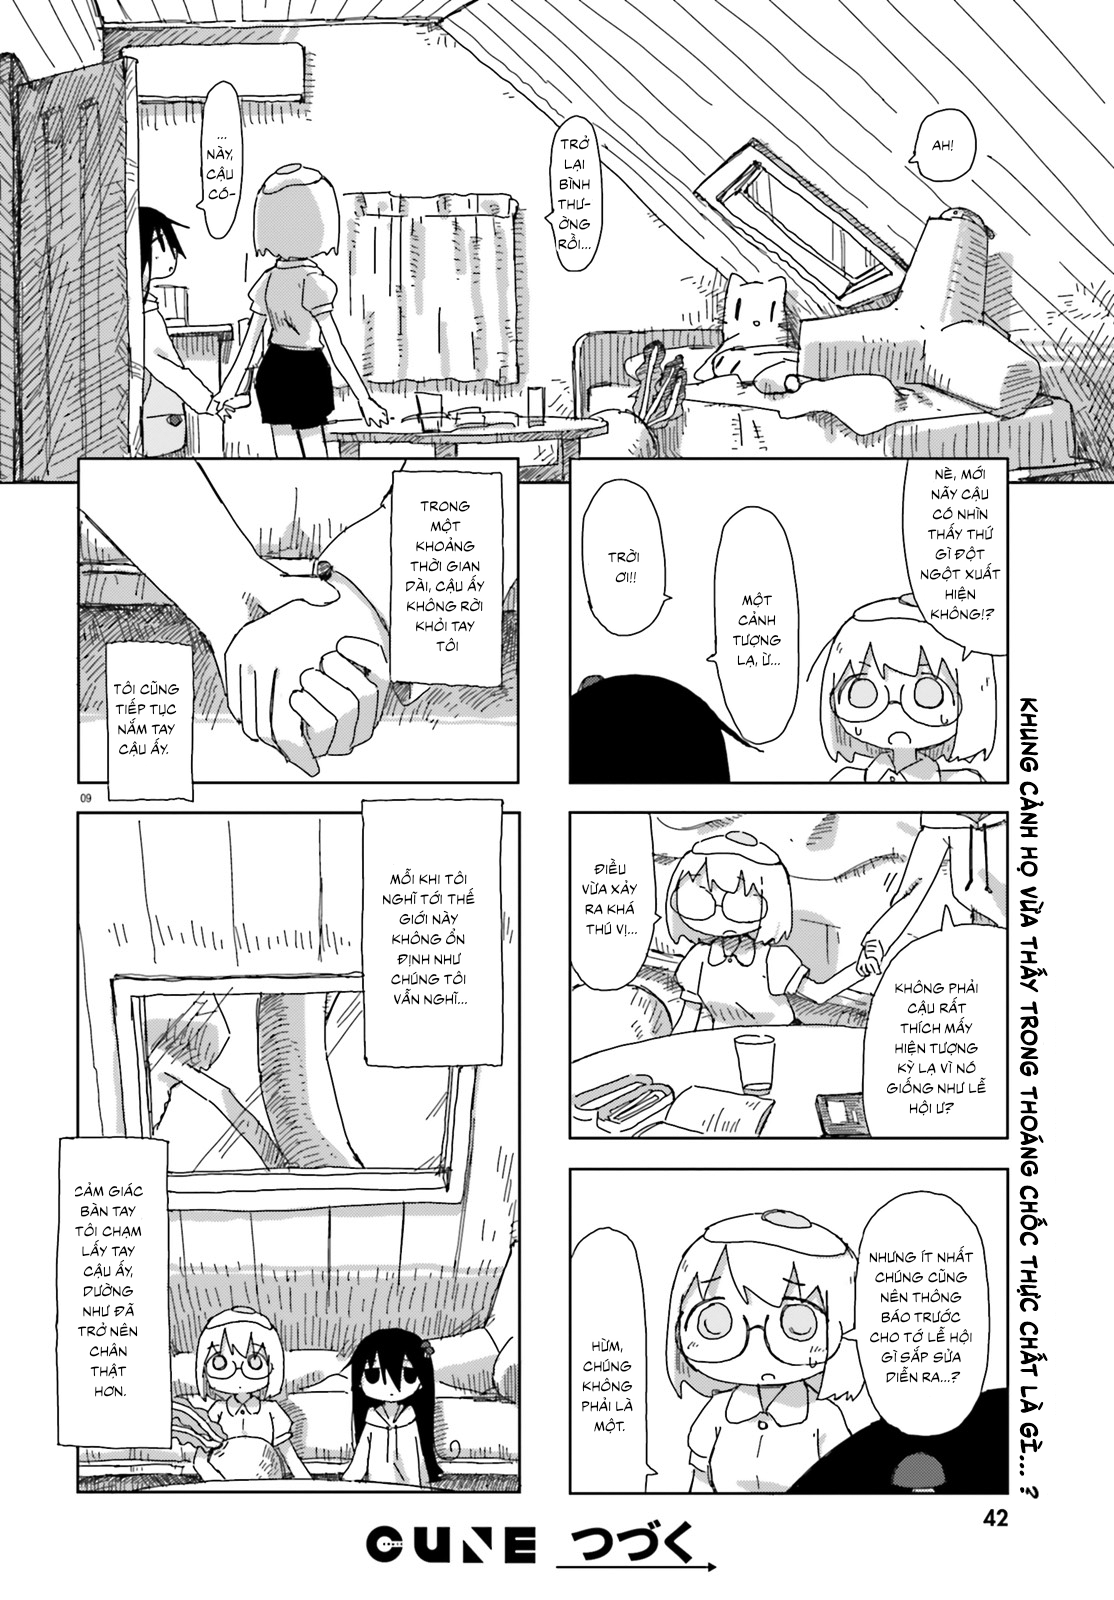 AH!
TRỞ
LẠI
BÌNH
THƯ-
ỜNG
RỒI...
...
NÀY,
CẬU
CÓ-
NÈ, MỚI
NÃY CẬU
CÓ NHÌN
THẤY THỨ
GÌ ĐỘT
NGỘT XUẤT
HIỆN
KHÔNG!?
MỘT
CẢNH
TƯỢNG
LẠ, Ừ...
TRỜI
ƠI!!
ĐIỀU
VỪA XẢY
RA KHÁ
THÚ VỊ...
KHÔNG PHẢI
CẬU RẤT
THÍCH MẤY
HIỆN TƯỢNG
KỲ LẠ VÌ NÓ
GIỐNG NHƯ LỄ
HỘI Ư?
NHƯNG ÍT NHẤT
CHÚNG CŨNG
NÊN THÔNG
BÁO TRƯỚC
CHO TỚ LỄ HỘI
GÌ SẮP SỬA
DIỄN RA...?
HỪM,
CHÚNG
KHÔNG
PHẢI LÀ
MỘT.
TRONG
MỘT
KHOẢNG
THỜI GIAN
DÀI, CẬU ẤY
KHÔNG RỜI
KHỎI TAY
TÔI
TÔI CŨNG
TIẾP TỤC
NẮM TAY
CẬU ẤY.
09
MỖI KHI TÔI
NGHĨ TỚI THẾ
GIỚI NÀY
KHÔNG ỔN
ĐỊNH NHƯ
CHÚNG TÔI
VẪN NGHĨ...
CẢM GIÁC
BÀN TAY
TÔI CHẠM
LẤY TAY
CẬU ẤY,
DƯỜNG
NHƯ ĐÃ
TRỞ NÊN
CHÂN
THẬT
HƠN.
KHUNG CẢNH HỌ VỪA THẤY TRONG THOÁNG CHỐC THỰC CHẤT LÀ GÌ...?
42
CUNE つづく